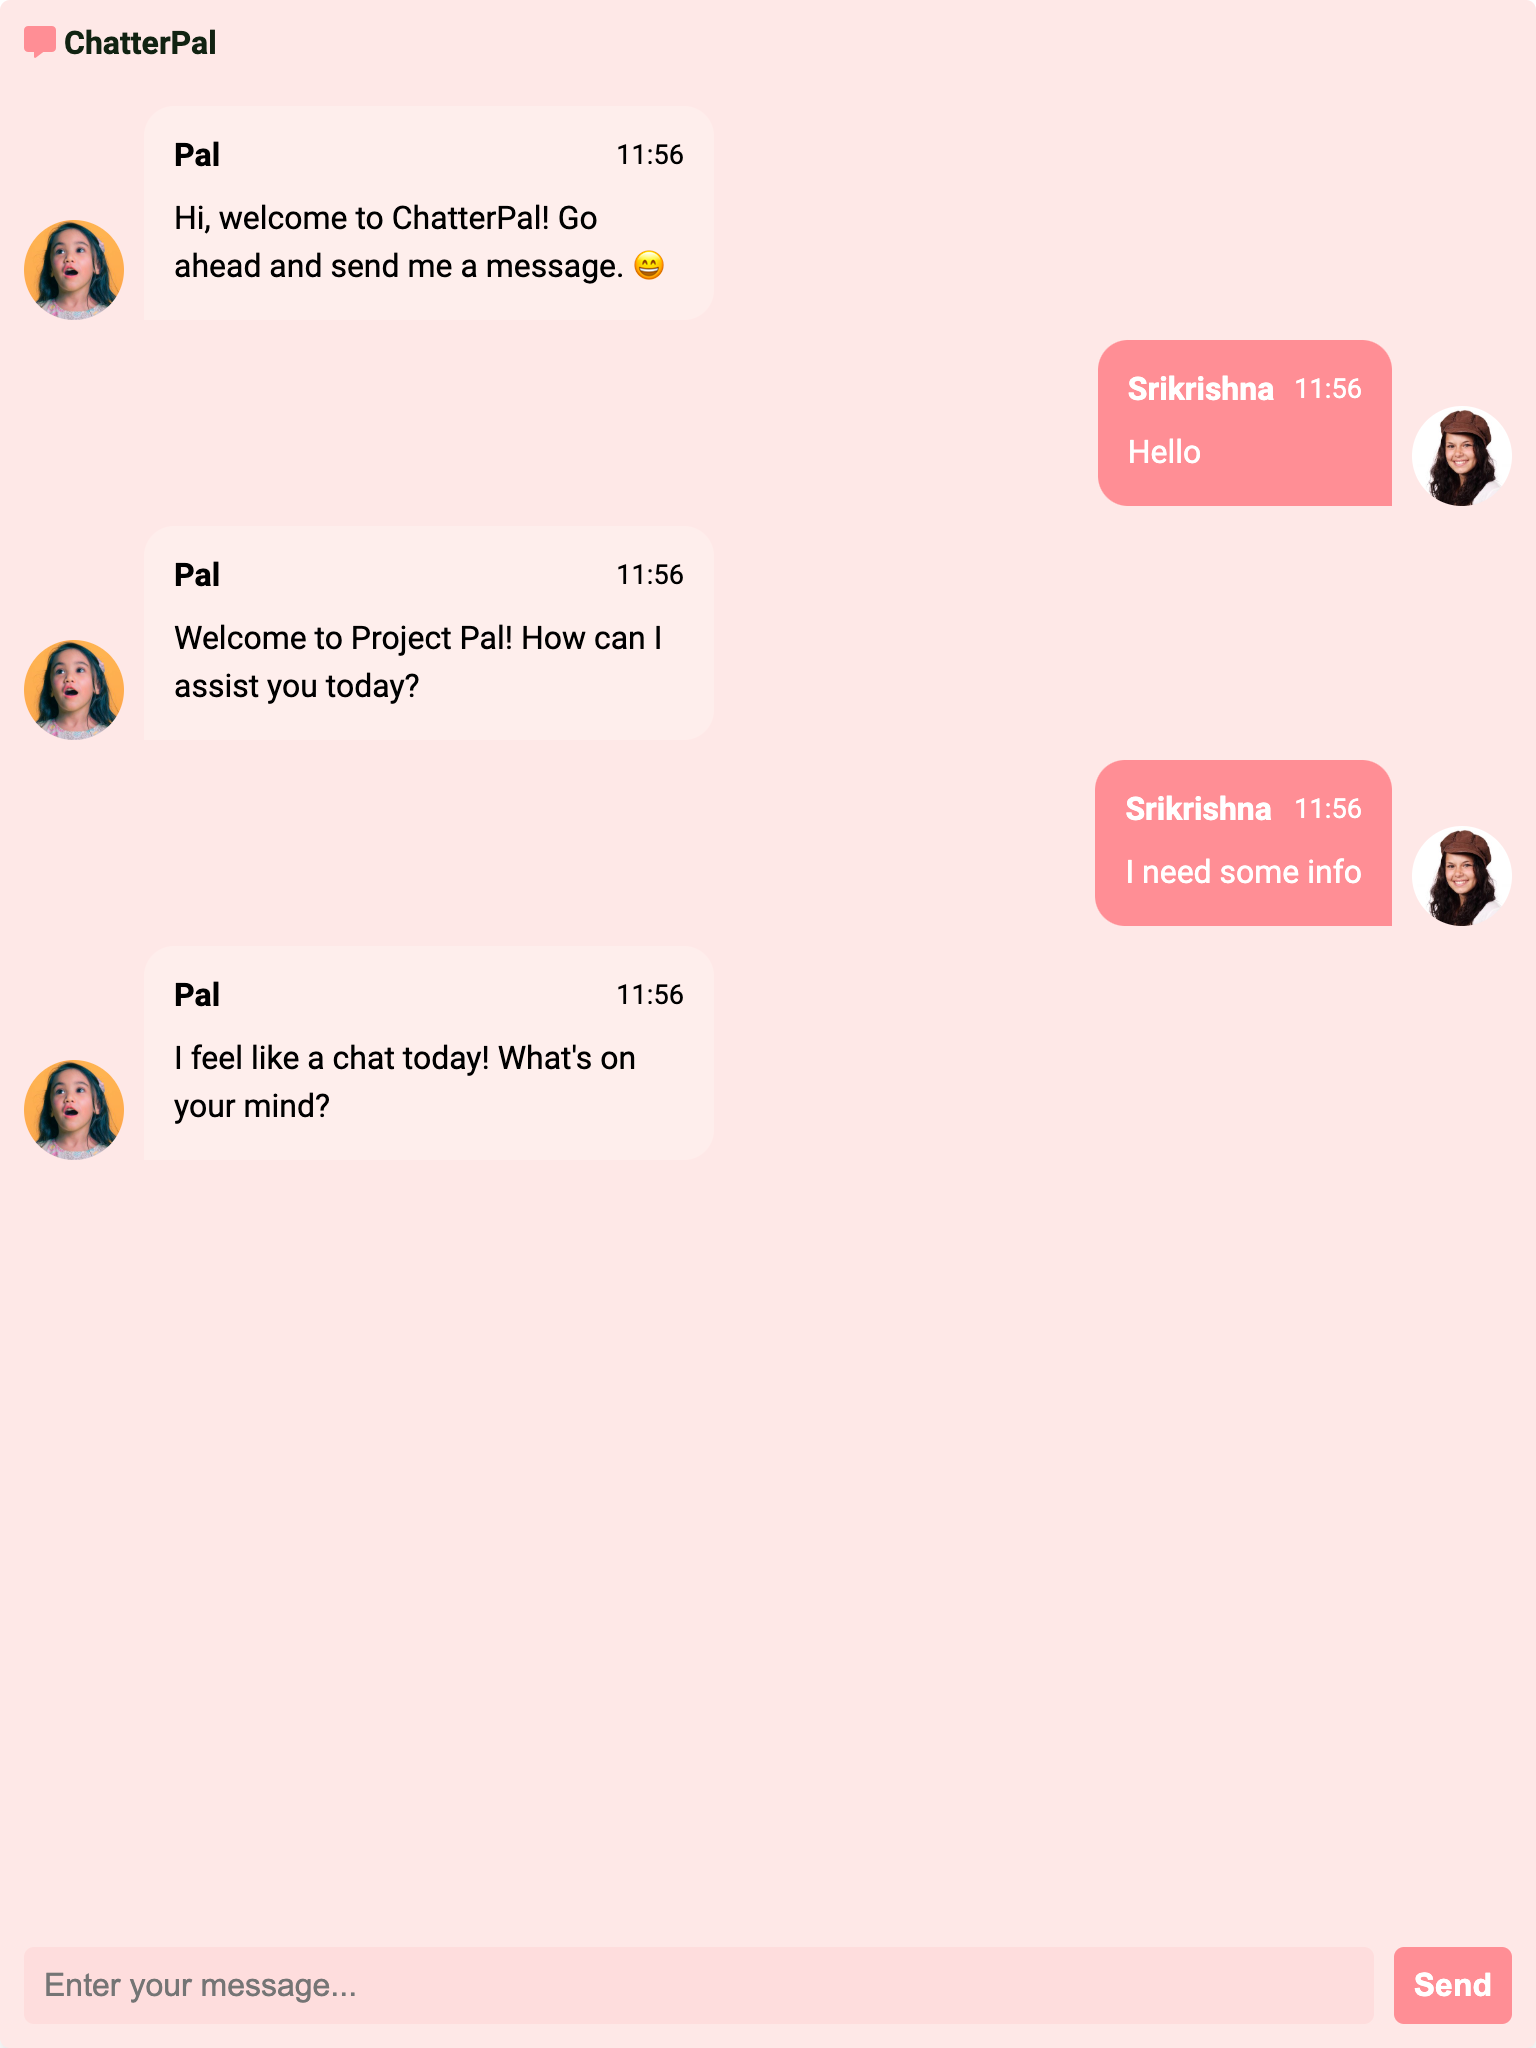 ChatterPal
Pal 11:56
Hi, welcome to ChatterPal! Go
ahead and send me a message. 😄
Srikrishna 11:56
Hello
Pal 11:56
Welcome to Project Pal! How can I
assist you today?
Srikrishna 11:56
I need some info
Pal 11:56
I feel like a chat today! What's on
your mind?
Enter your message...
Send